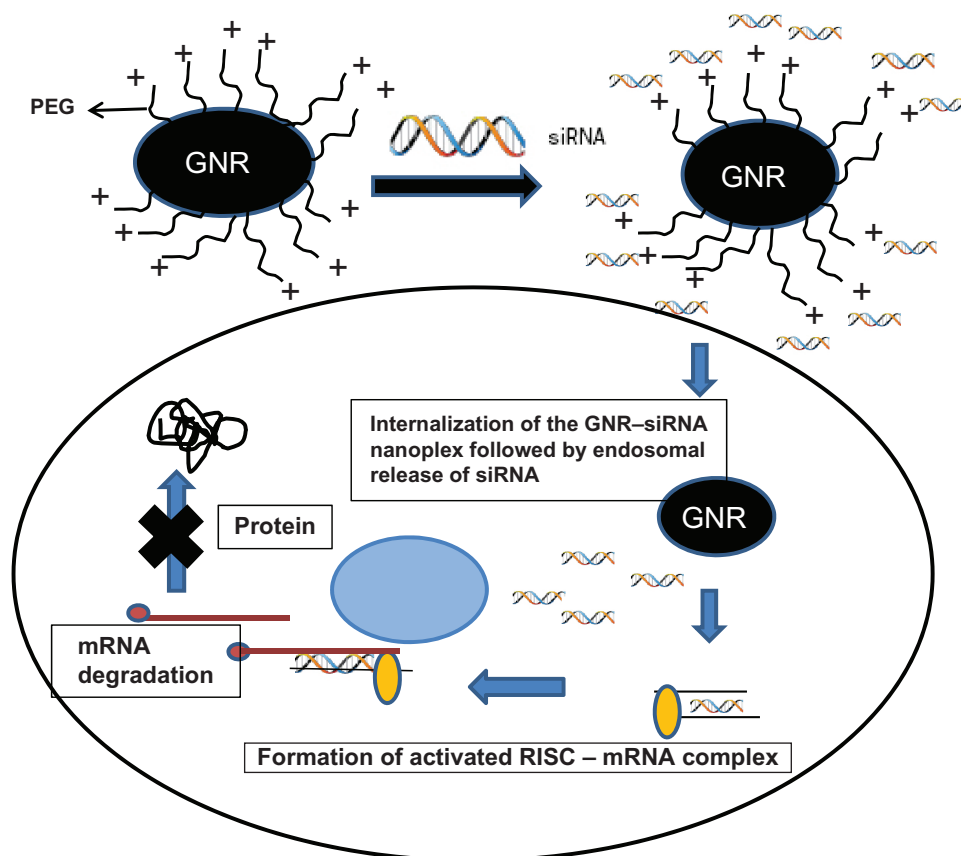 PEG
GNR
siRNA
GNR
Internalization of the GNR–siRNA
nanoplex followed by endosomal
release of siRNA
GNR
Protein
mRNA
degradation
Formation of activated RISC – mRNA complex